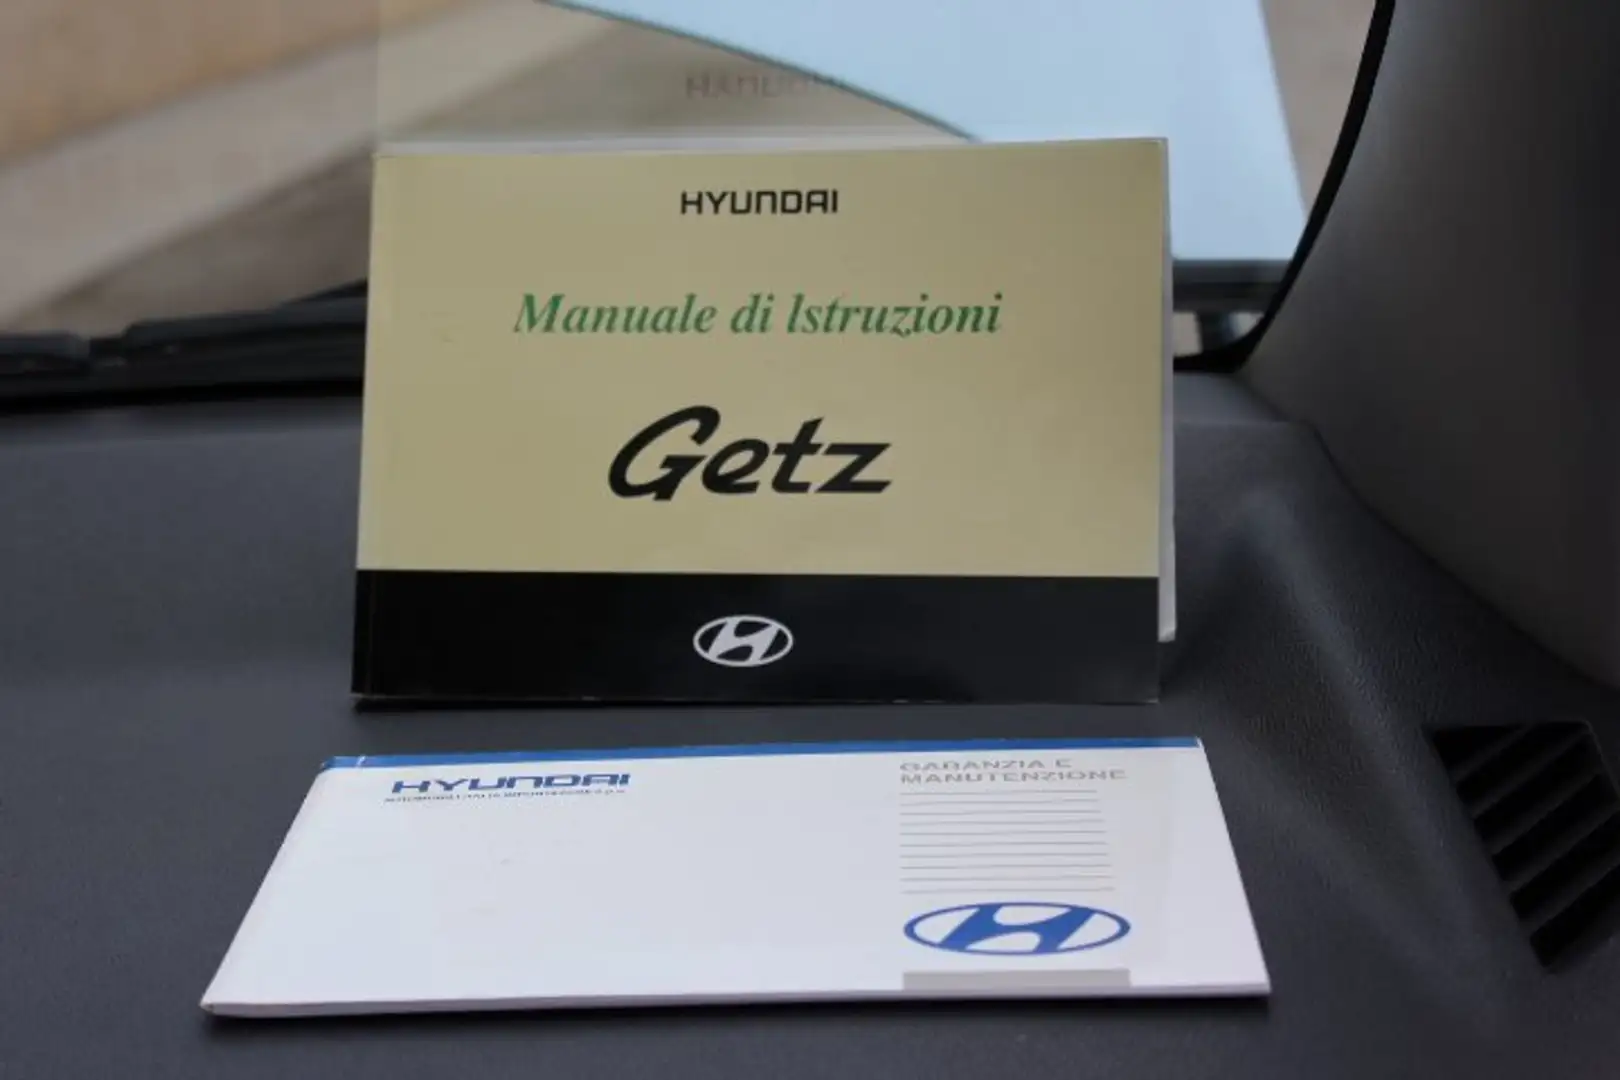 HYUNDAI
Manuale di Istruzioni
Getz
HYUNDAI
GARANZIA E
MANUTENZIONE